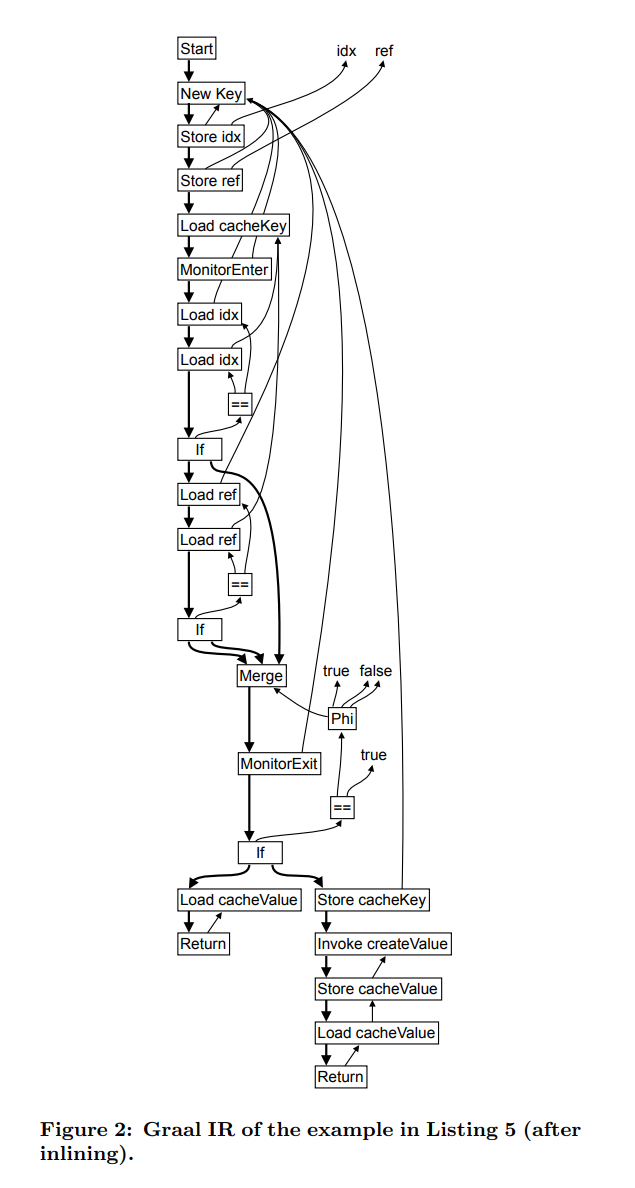 Start
idx ref
New Key
Store idx
Store ref
Load cacheKey
MonitorEnter
Load idx
Load idx
==
If
Load ref
Load ref
==
If
Merge
true false
Phi
MonitorExit
true
==
If
Load cacheValue
Store cacheKey
Return
Invoke createValue
Store cacheValue
Load cacheValue
Return
Figure 2: Graal IR of the example in Listing 5 (after
inlining).